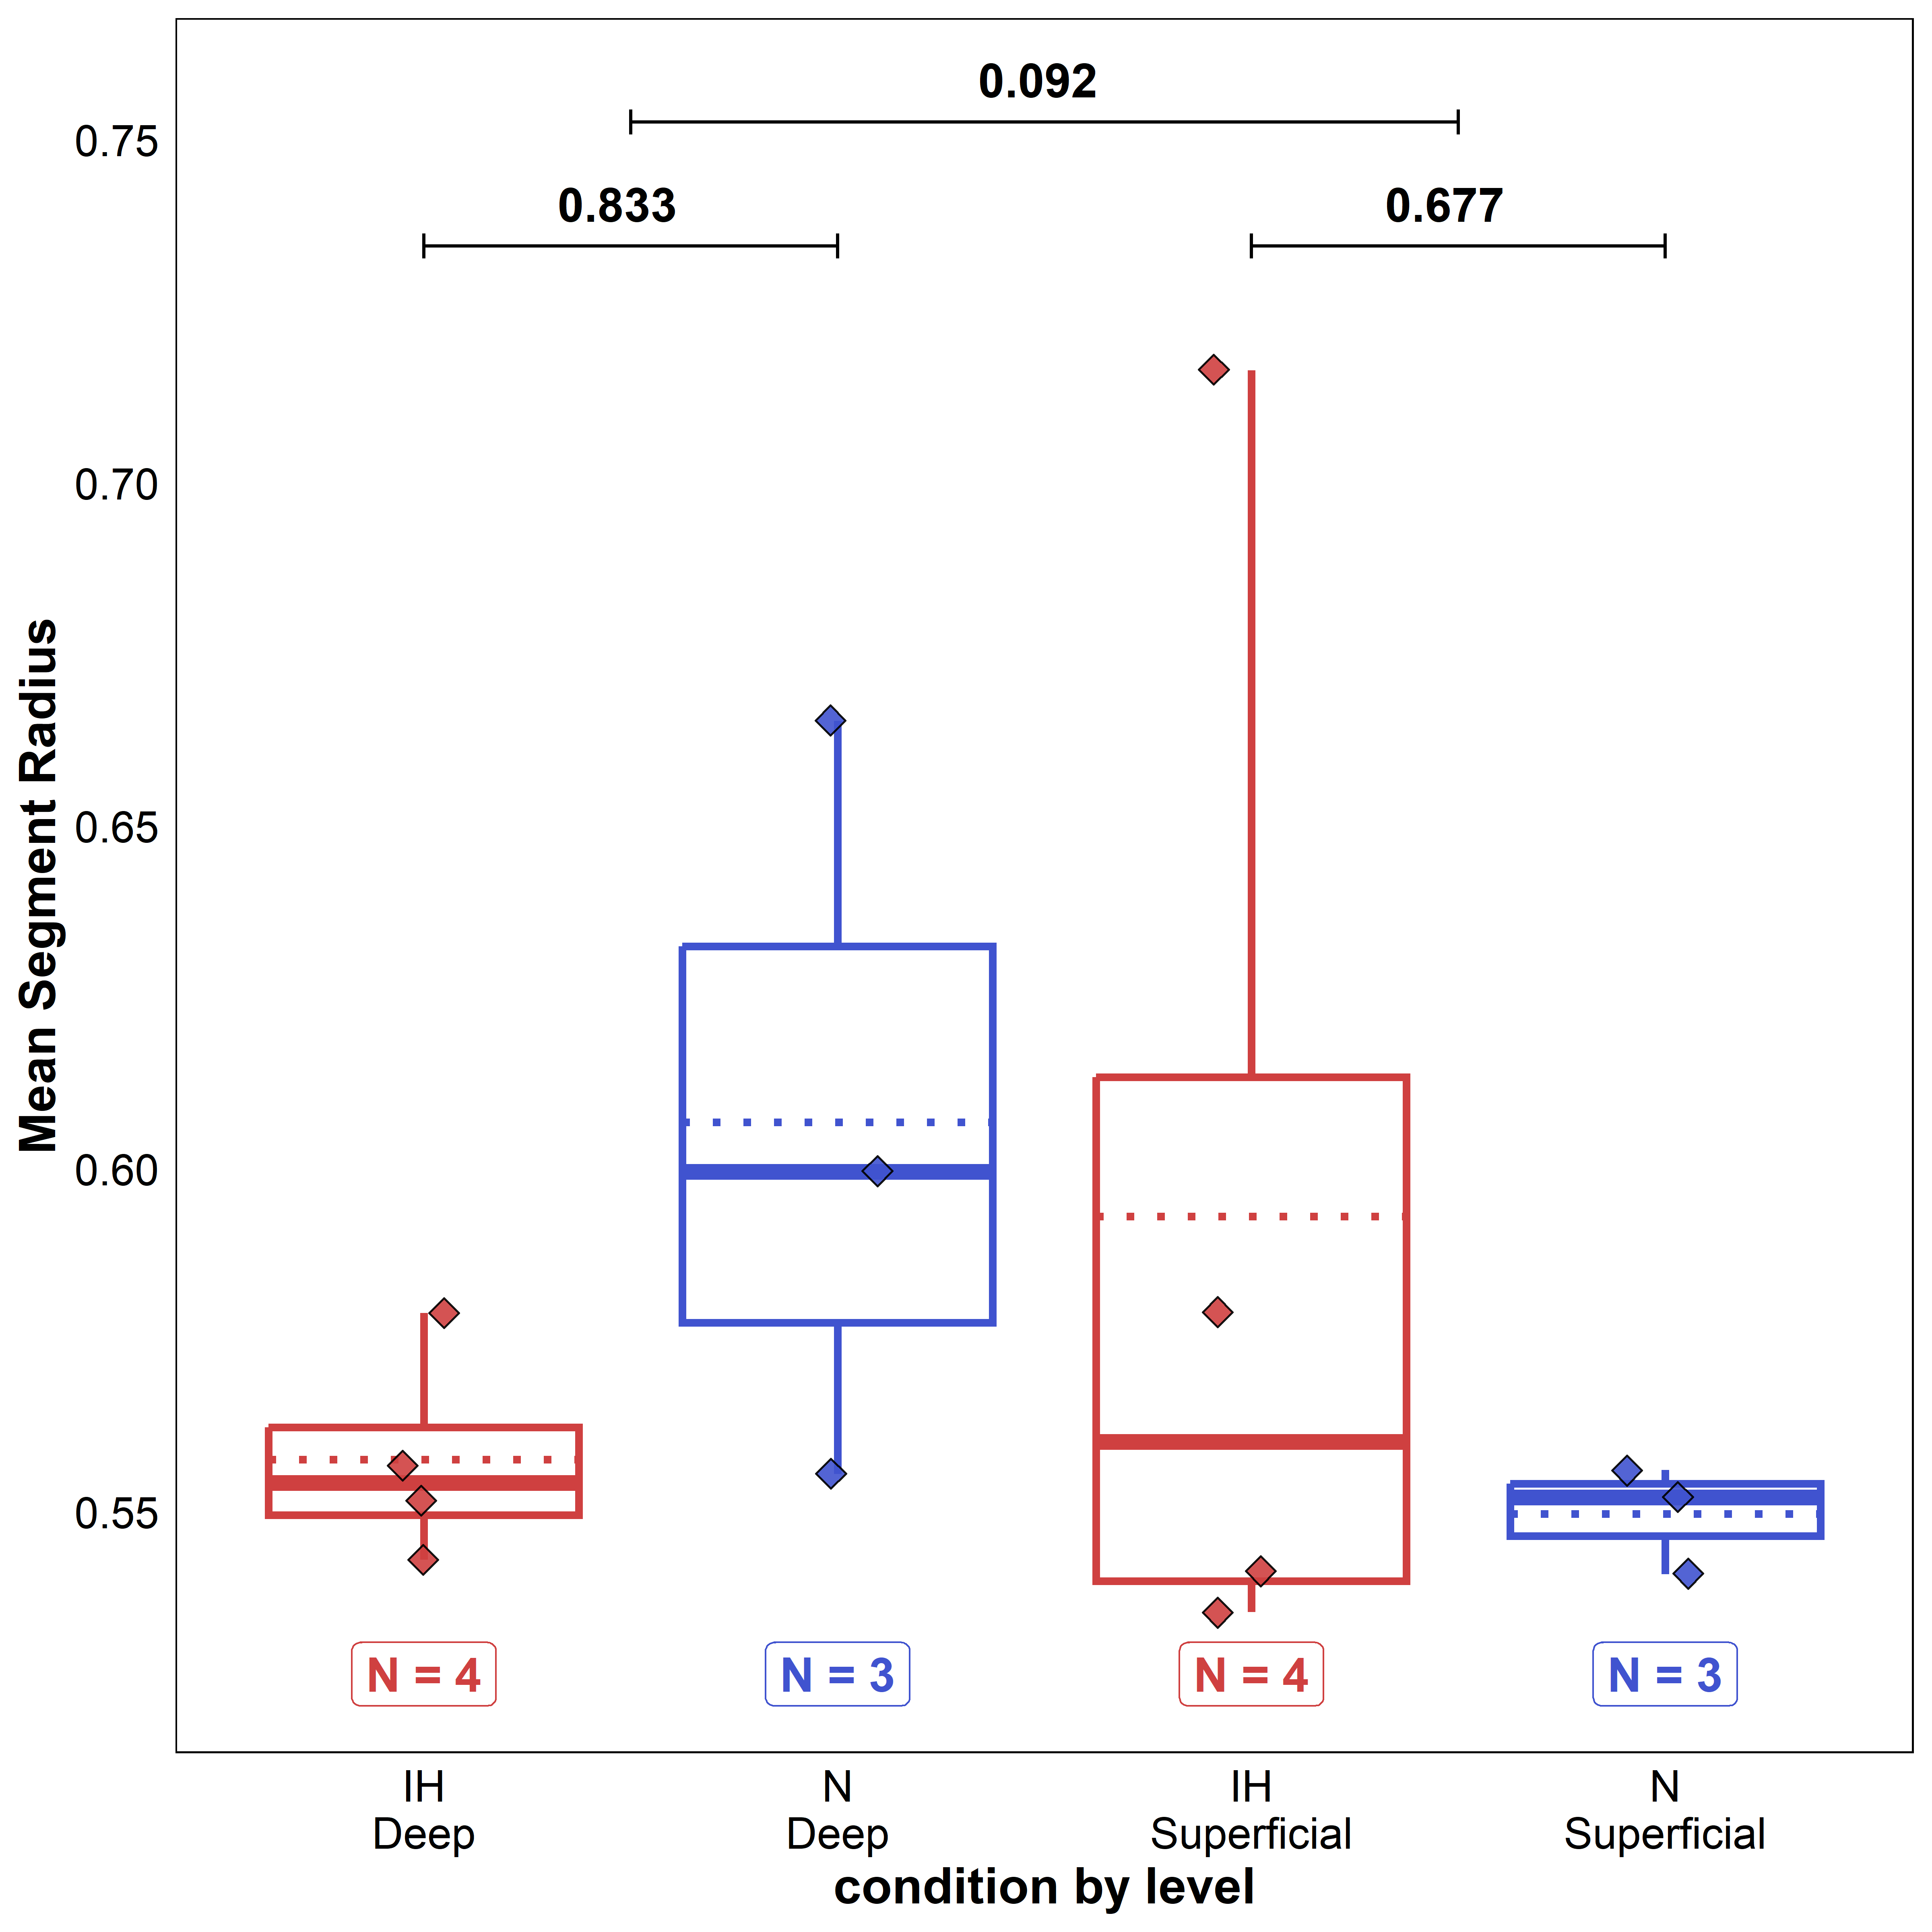 0.092
0.833
0.677
0.75
0.70
0.65
0.60
0.55
Mean Segment Radius
N = 4
N = 3
N = 4
N = 3
IH
Deep
N
Deep
IH
Superficial
N
Superficial
condition by level